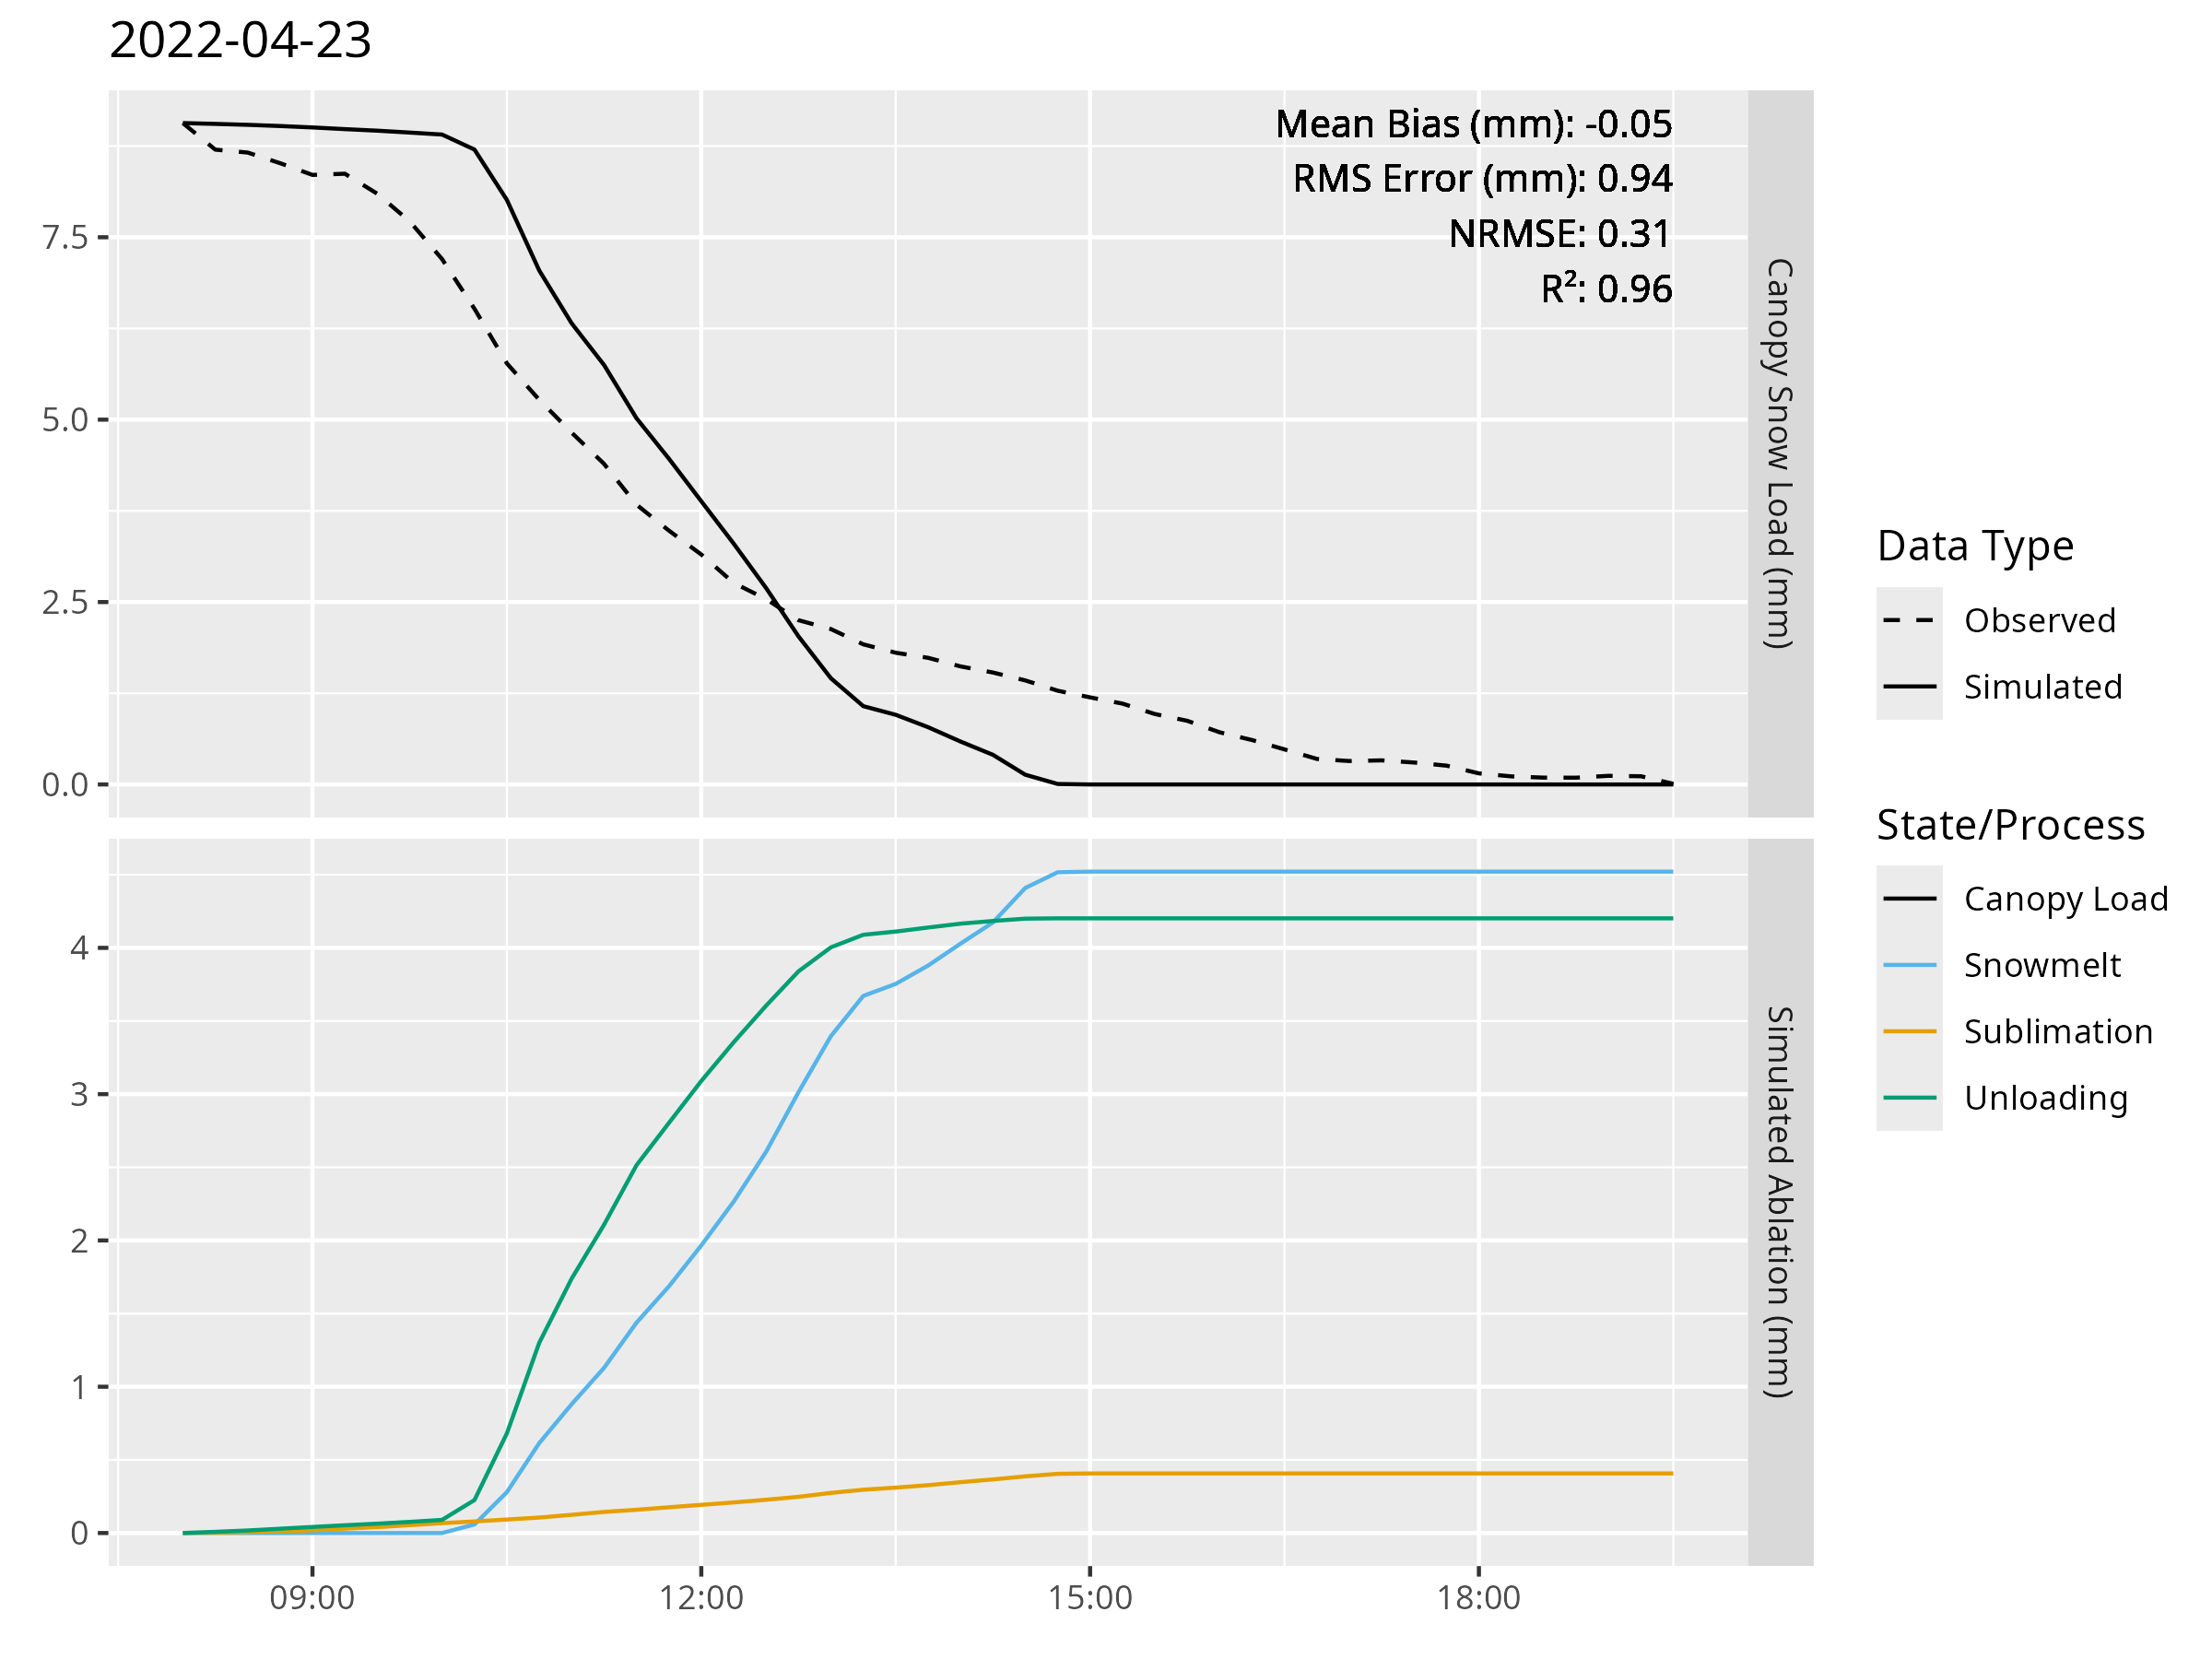 2022-04-23
Mean Bias (mm): -0.05
RMS Error (mm): 0.94
NRMSE: 0.31
R²: 0.96
7.5
5.0
2.5
0.0
Canopy Snow Load (mm)
4
3
2
1
0
Simulated Ablation (mm)
09:00
12:00
15:00
18:00
Data Type
Observed
Simulated
State/Process
Canopy Load
Snowmelt
Sublimation
Unloading